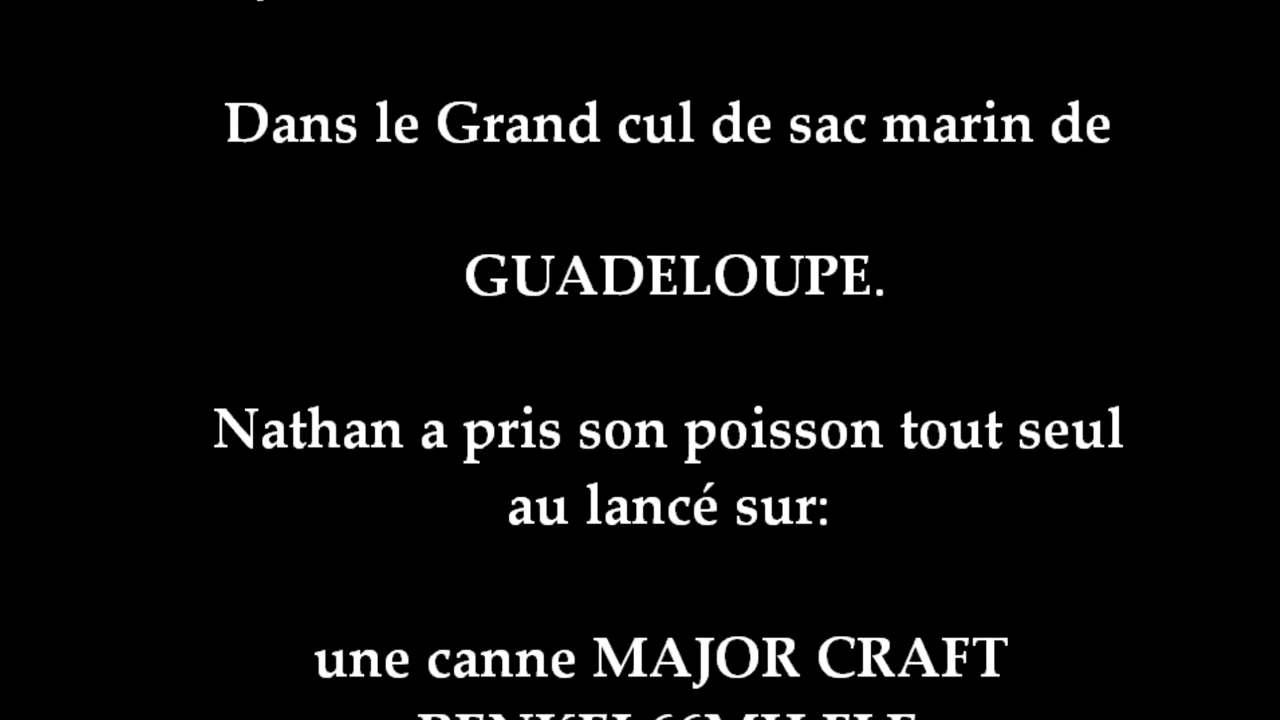 Dans le Grand cul de sac marin de
GUADELOUPE.
Nathan a pris son poisson tout seul
au lancé sur:
une canne MAJOR CRAFT